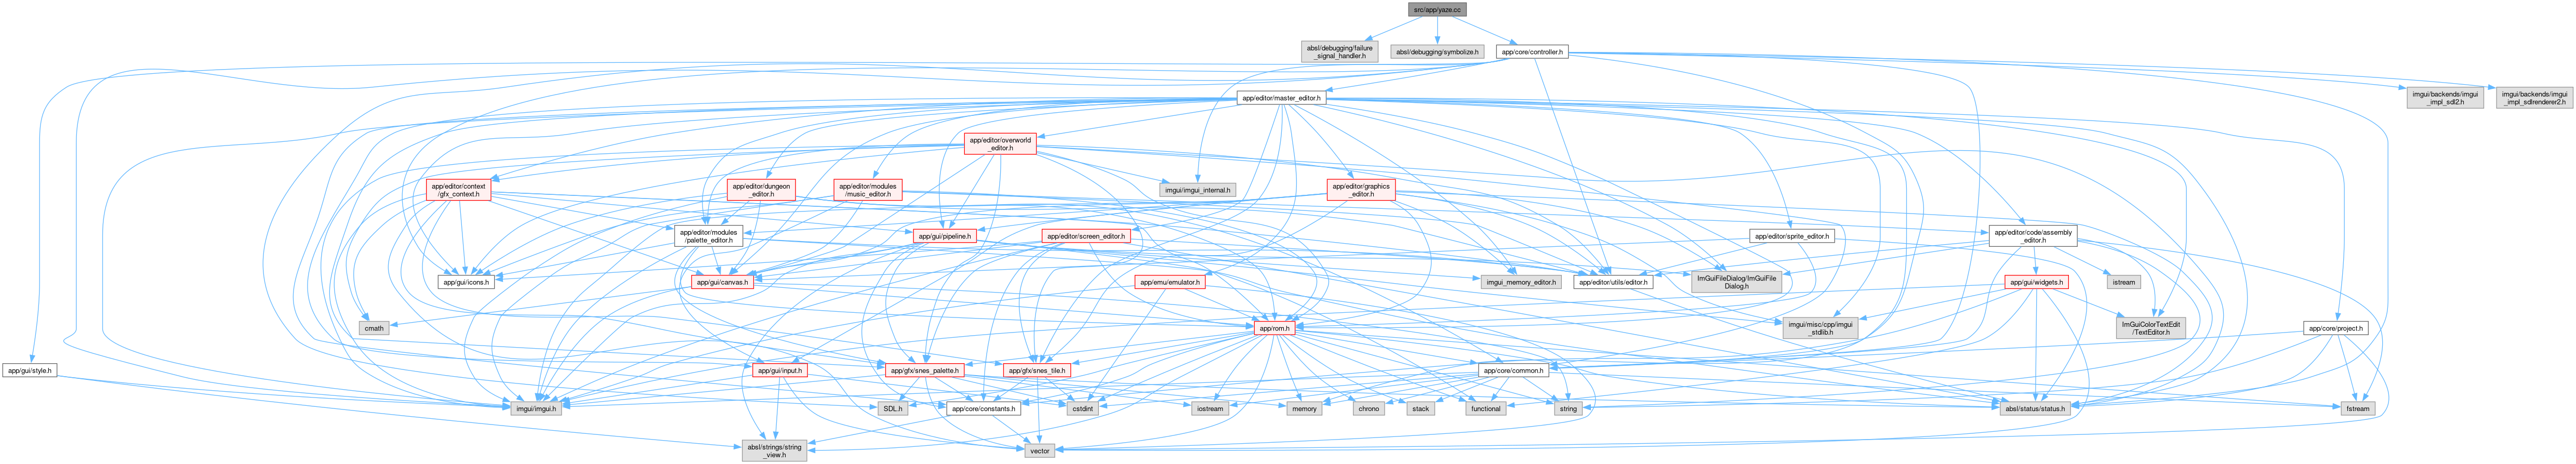 src/app/yaze.cc
absl/debugging/failure
_signal_handler.h
absl/debugging/symbolize.h
app/core/controller.h
imgui/backends/imgui
_impl_sdl2.h
imgui/backends/imgui
_impl_sdlrenderer2.h
app/editor/master_editor.h
app/editor/overworld
_editor.h
app/editor/context
/gfx_context.h
app/editor/dungeon
_editor.h
app/editor/modules
/music_editor.h
imgui/imgui_internal.h
app/editor/graphics
_editor.h
app/editor/modules
/palette_editor.h
app/gui/pipeline.h
app/editor/screen_editor.h
app/editor/sprite_editor.h
app/editor/code/assembly
_editor.h
app/gui/icons.h
app/gui/canvas.h
app/emu/emulator.h
imgui_memory_editor.h
app/editor/utils/editor.h
ImGuiFileDialog/ImGuiFile
Dialog.h
app/gui/widgets.h
istream
cmath
app/rom.h
imgui/misc/cpp/imgui
_stdlib.h
ImGuiColorTextEdit
/TextEditor.h
app/core/project.h
app/gui/style.h
app/gui/input.h
app/gfx/snes_palette.h
app/gfx/snes_tile.h
app/core/common.h
imgui/imgui.h
SDL.h
app/core/constants.h
cstdint
iostream
memory
chrono
stack
functional
string
absl/status/status.h
fstream
absl/strings/string
_view.h
vector